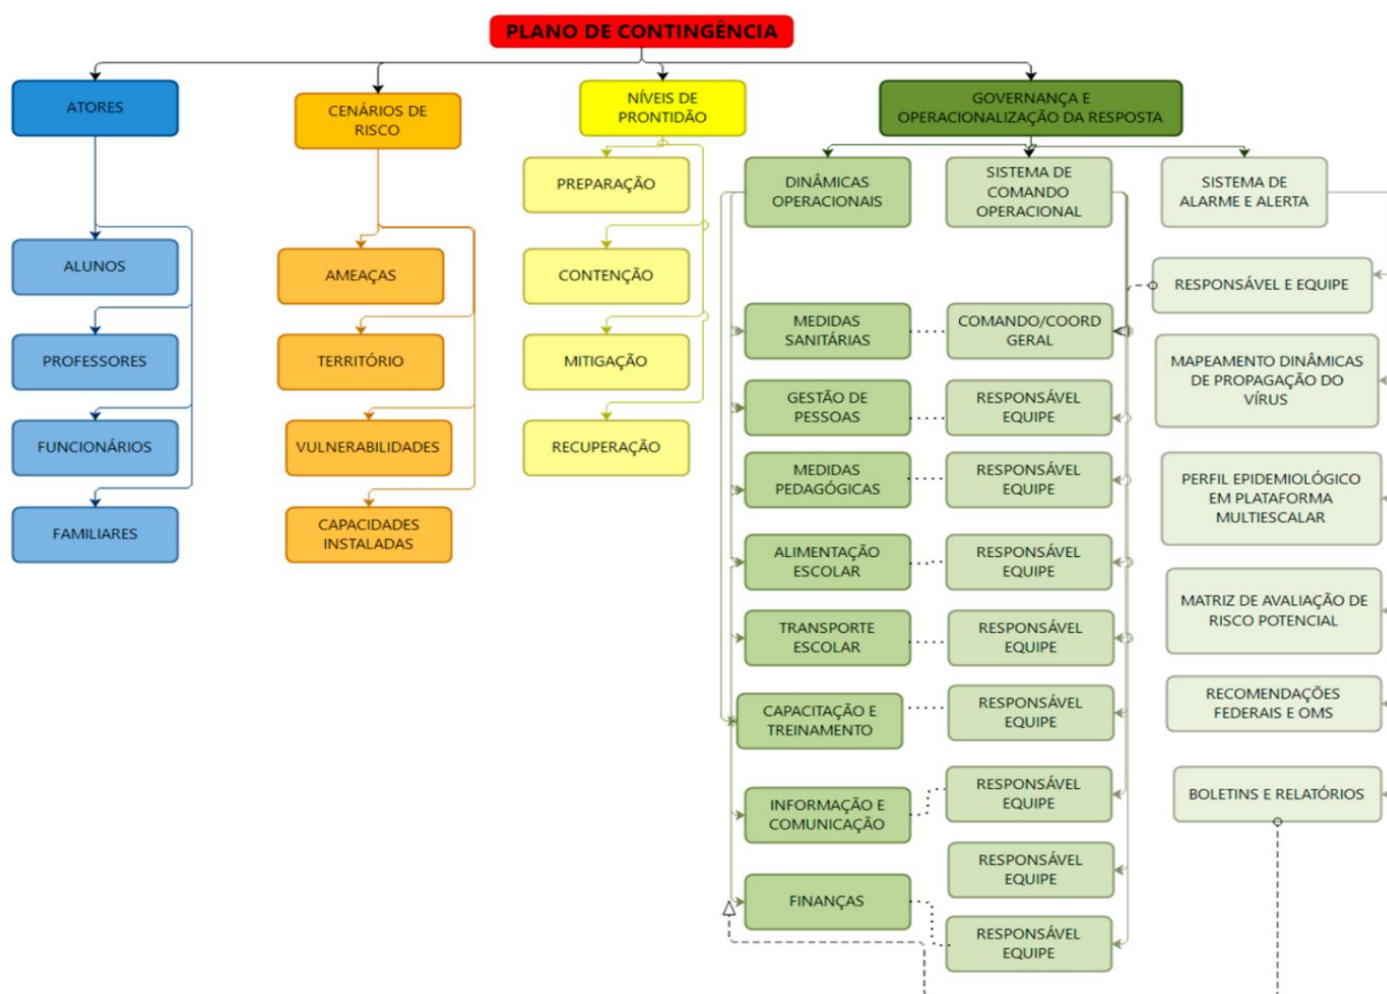 PLANO DE CONTINGÊNCIA
ATORES
ALUNOS
PROFESSORES
FUNCIONÁRIOS
FAMILIARES
CENÁRIOS DE
RISCO
AMEAÇAS
TERRITÓRIO
VULNERABILIDADES
CAPACIDADES
INSTALADAS
NÍVEIS DE
PRONTIDÃO
PREPARAÇÃO
CONTENÇÃO
MITIGAÇÃO
RECUPERAÇÃO
GOVERNANÇA E
OPERACIONALIZAÇÃO DA RESPOSTA
DINÂMICAS
OPERACIONAIS
MEDIDAS
SANITÁRIAS
GESTÃO DE
PESSOAS
MEDIDAS
PEDAGÓGICAS
ALIMENTAÇÃO
ESCOLAR
TRANSPORTE
ESCOLAR
CAPACITAÇÃO E
TREINAMENTO
INFORMAÇÃO E
COMUNICAÇÃO
FINANÇAS
SISTEMA DE
COMANDO
OPERACIONAL
COMANDO/COORD
GERAL
RESPONSÁVEL
EQUIPE
RESPONSÁVEL
EQUIPE
RESPONSÁVEL
EQUIPE
RESPONSÁVEL
EQUIPE
RESPONSÁVEL
EQUIPE
RESPONSÁVEL
EQUIPE
RESPONSÁVEL
EQUIPE
RESPONSÁVEL
EQUIPE
SISTEMA DE
ALARME E ALERTA
RESPONSÁVEL E EQUIPE
MAPEAMENTO DINÂMICAS
DE PROPAGAÇÃO DO
VÍRUS
PERFIL EPIDEMIOLÓGICO
EM PLATAFORMA
MULTIESCALAR
MATRIZ DE AVALIAÇÃO DE
RISCO POTENCIAL
RECOMENDAÇÕES
FEDERAIS E OMS
BOLETINS E RELATÓRIOS